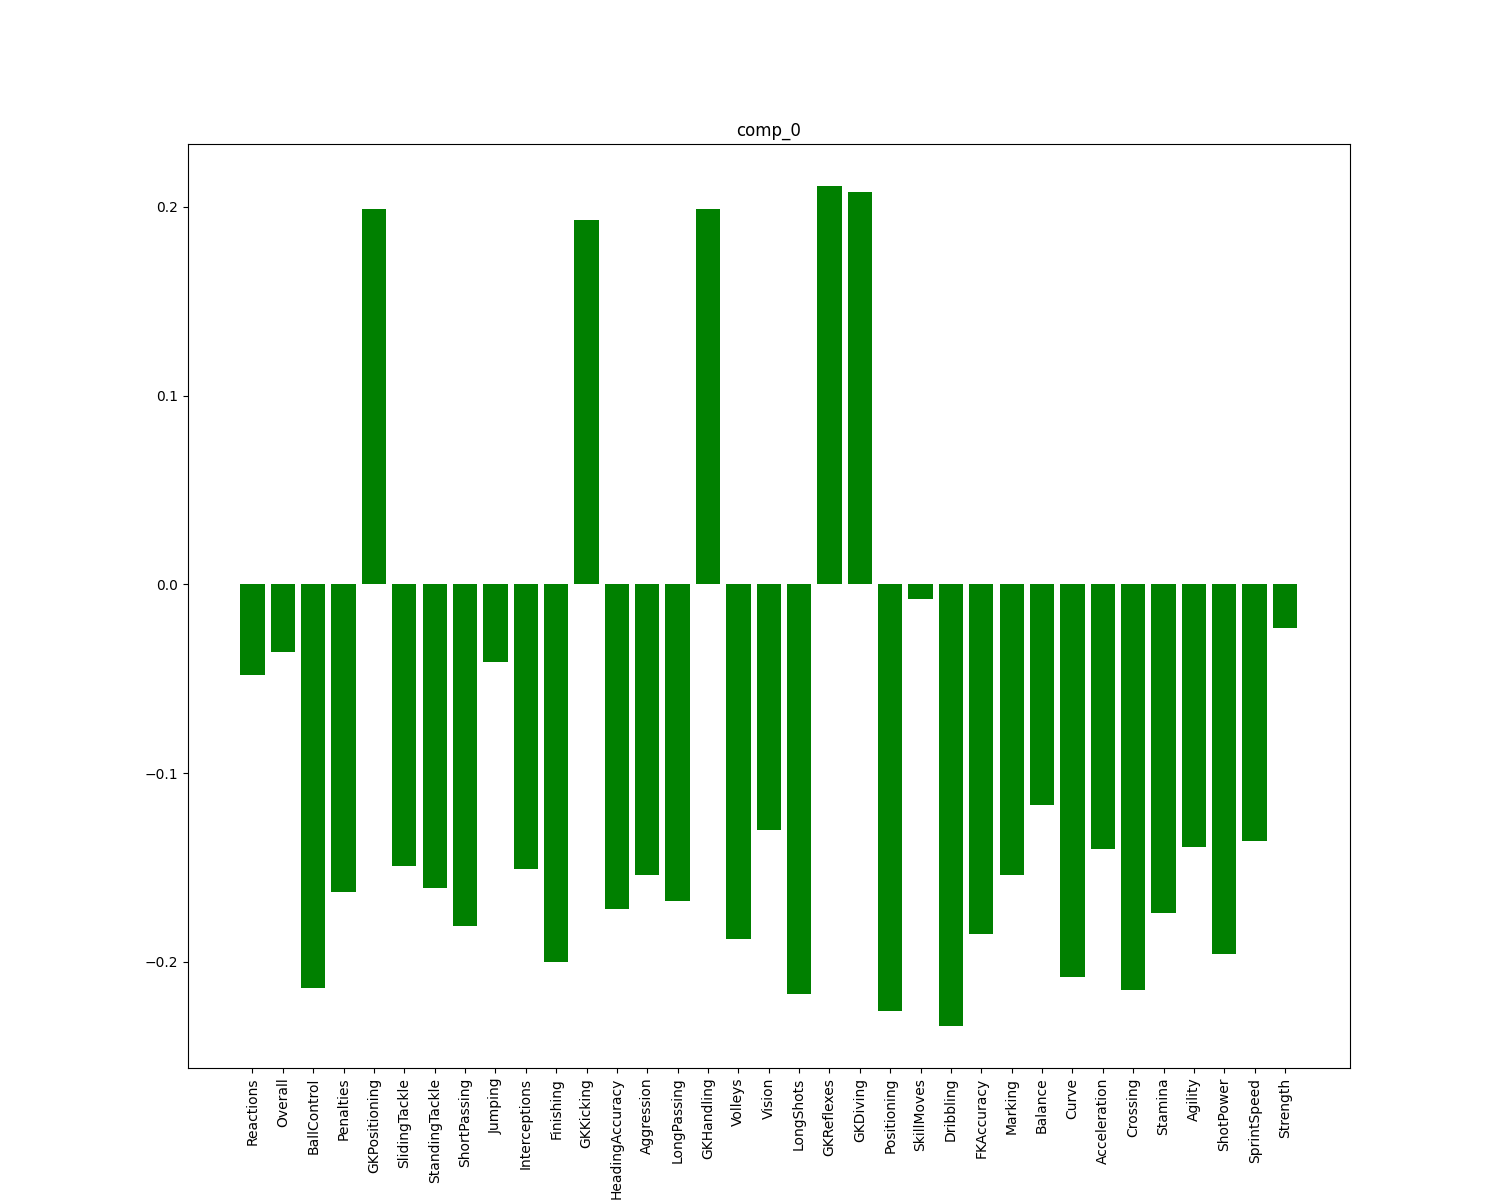 comp_0
0.2
0.1
0.0
−0.1
−0.2
Reactions
Overall
BallControl
Penalties
GKPositioning
SlidingTackle
StandingTackle
ShortPassing
Jumping
Interceptions
Finishing
GKKicking
HeadingAccuracy
Aggression
LongPassing
GKHandling
Volleys
Vision
LongShots
GKReflexes
GKDiving
Positioning
SkillMoves
Dribbling
FKAccuracy
Marking
Balance
Curve
Acceleration
Crossing
Stamina
Agility
ShotPower
SprintSpeed
Strength